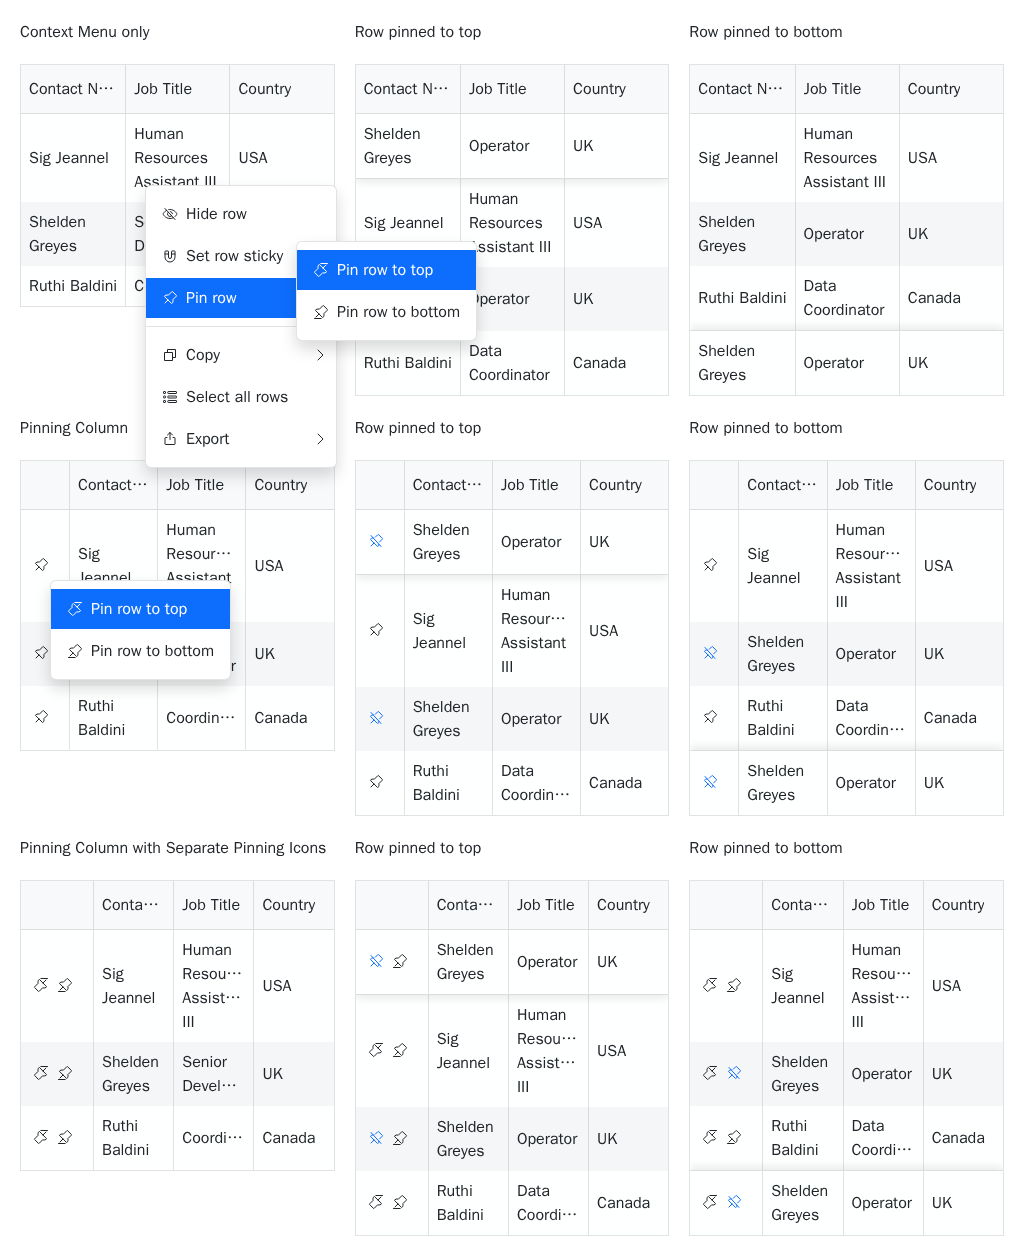 Context Menu only
Contact N···
Job Title
Country
Sig Jeannel
Human
Resources
Assistant III
USA
Shelden
Greyes
S
D
Ruthi Baldini
C
Hide row
Set row sticky
Pin row
Copy
Select all rows
Export
Pin row to top
Pin row to bottom
Row pinned to top
Contact N···
Job Title
Country
Shelden
Greyes
Operator
UK
Sig Jeannel
Human
Resources
Assistant III
USA
Operator
UK
Ruthi Baldini
Data
Coordinator
Canada
Row pinned to bottom
Contact N···
Job Title
Country
Sig Jeannel
Human
Resources
Assistant III
USA
Shelden
Greyes
Operator
UK
Ruthi Baldini
Data
Coordinator
Canada
Shelden
Greyes
Operator
UK
Pinning Column
Contact···
Job Title
Country
Sig
Jeannel
Human
Resour···
Assistant
USA
Pin row to top
Pin row to bottom
r
UK
Ruthi
Baldini
Coordin···
Canada
Row pinned to top
Contact···
Job Title
Country
Shelden
Greyes
Operator
UK
Sig
Jeannel
Human
Resour···
Assistant
III
USA
Shelden
Greyes
Operator
UK
Ruthi
Baldini
Data
Coordin···
Canada
Row pinned to bottom
Contact···
Job Title
Country
Sig
Jeannel
Human
Resour···
Assistant
III
USA
Shelden
Greyes
Operator
UK
Ruthi
Baldini
Data
Coordin···
Canada
Shelden
Greyes
Operator
UK
Pinning Column with Separate Pinning Icons
Conta···
Job Title
Country
Sig
Jeannel
Human
Resou···
Assist···
III
USA
Shelden
Greyes
Senior
Devel···
UK
Ruthi
Baldini
Coordi···
Canada
Row pinned to top
Conta···
Job Title
Country
Shelden
Greyes
Operator
UK
Sig
Jeannel
Human
Resou···
Assist···
III
USA
Shelden
Greyes
Operator
UK
Ruthi
Baldini
Data
Coordi···
Canada
Row pinned to bottom
Conta···
Job Title
Country
Sig
Jeannel
Human
Resou···
Assist···
III
USA
Shelden
Greyes
Operator
UK
Ruthi
Baldini
Data
Coordi···
Canada
Shelden
Greyes
Operator
UK